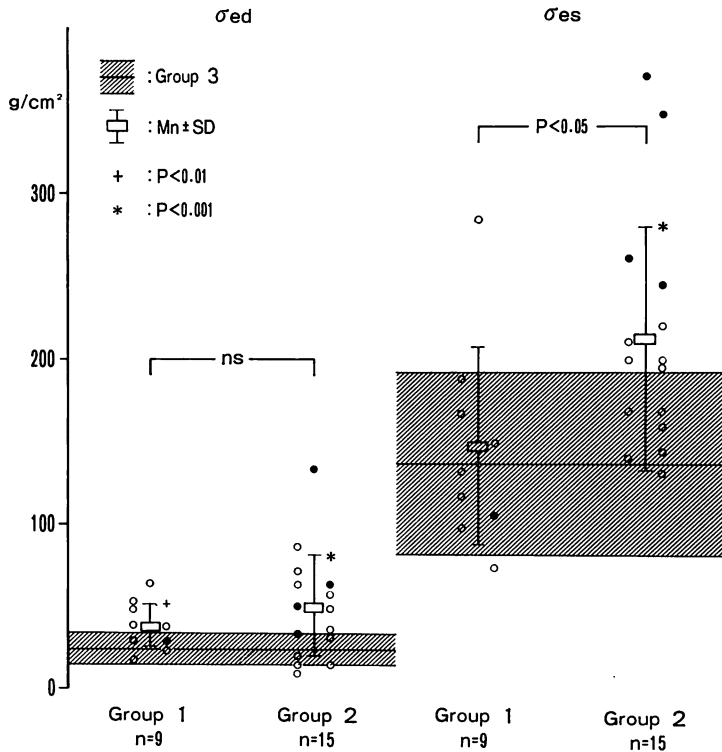 σed
σes
g/cm²
: Group 3
: Mn±SD
+ : P<0.01
* : P<0.001
P<0.05
300
*
200
ns
100
*
+
0
Group 1
Group 2
Group 1
Group 2
n=9
n=15
n=9
n=15